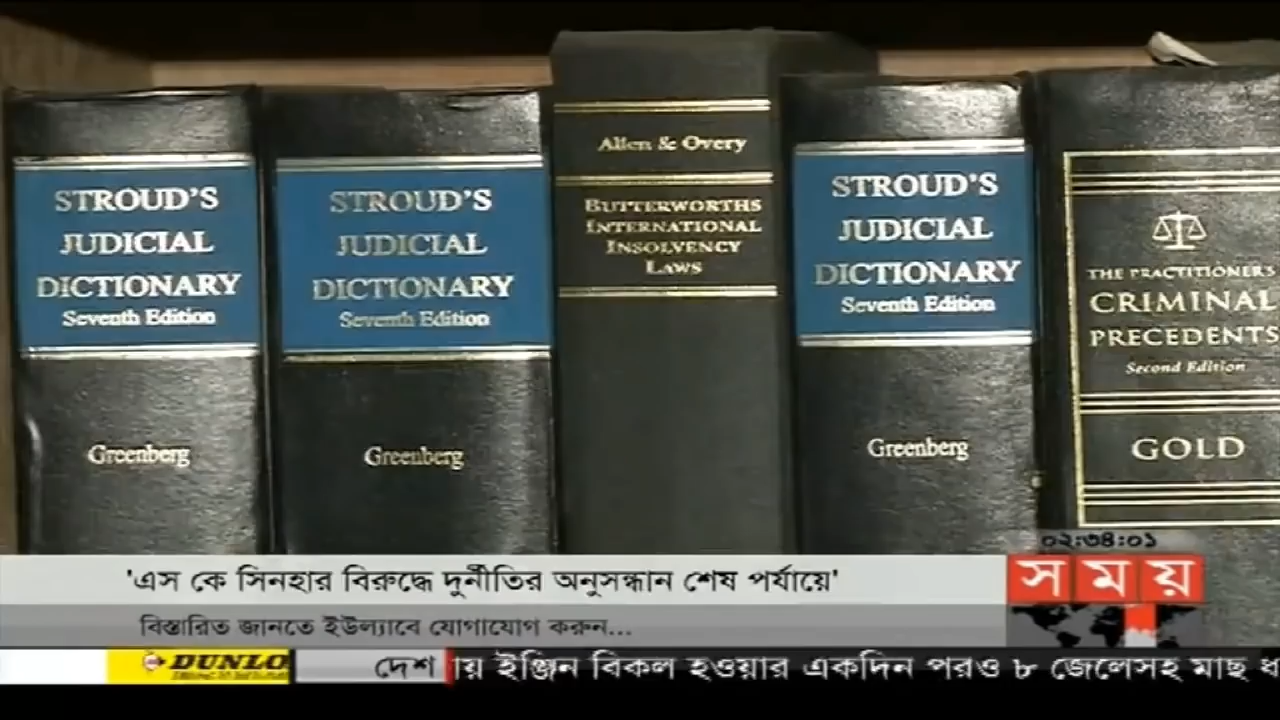 STROUD'S
JUDICIAL
DICTIONARY
Seventh Edition
Greenberg
STROUD'S
JUDICIAL
DICTIONARY
Seventh Edition
Greenberg
Allen & Overy
BUTTERWORTHS
INTERNATIONAL
INSOLVENCY
LAWS
STROUD'S
JUDICIAL
DICTIONARY
Seventh Edition
Greenberg
THE PRACTITIONERS
CRIMINAL
PRECEDENTS
Second Edition
GOLD
০২:৩৪:০১
সময়
'এস কে সিনহার বিরুদ্ধে দুর্নীতির অনুসন্ধান শেষ পর্যায়ে'
বিস্তারিত জানতে ইউল্যাবে যোগাযোগ করুন...
DUNLO
দেশ য় ইঞ্জিন বিকল হওয়ার একদিন পরও ৮ জেলেসহ মাছ ধ